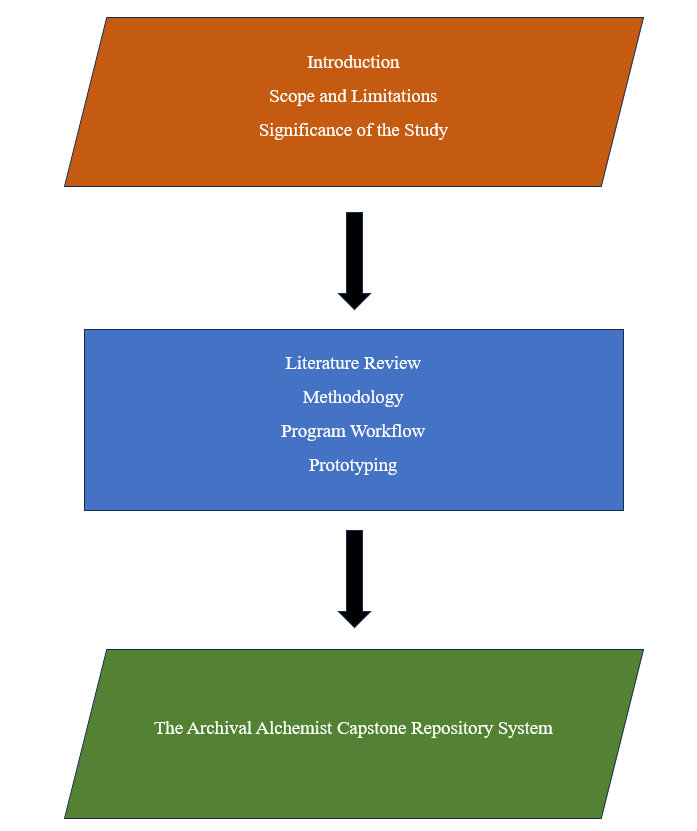 Introduction
Scope and Limitations
Significance of the Study
Literature Review
Methodology
Program Workflow
Prototyping
The Archival Alchemist Capstone Repository System